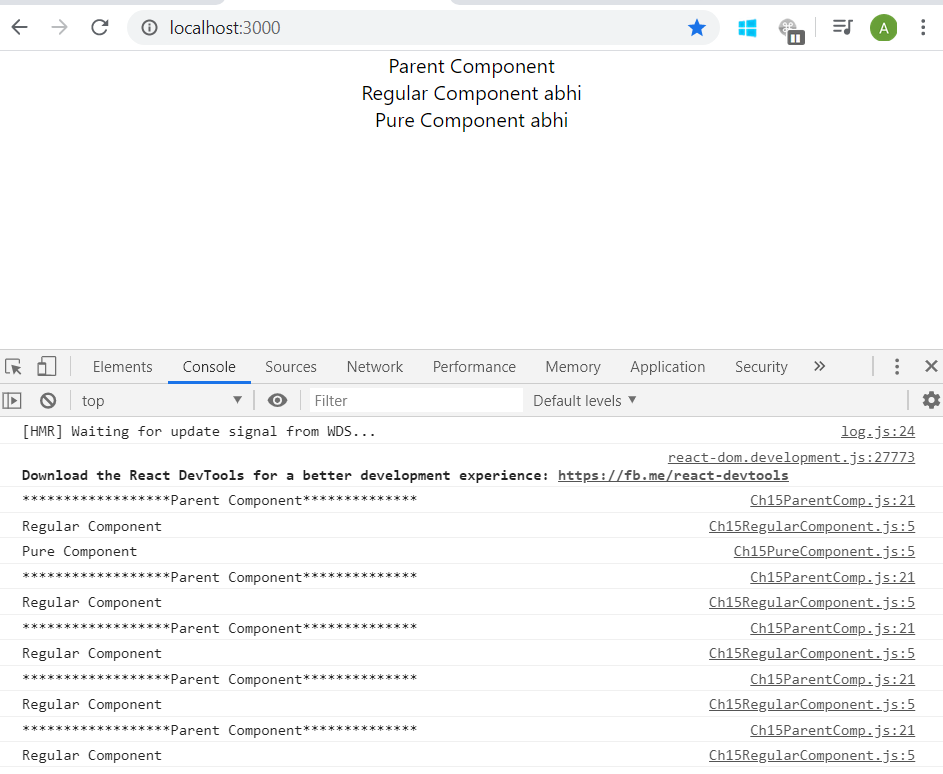 localhost:3000
A
Parent Component
Regular Component abhi
Pure Component abhi
Elements Console Sources Network Performance Memory Application Security »
top Filter Default levels
[HMR] Waiting for update signal from WDS... log.js:24
react-dom.development.js:27773
Download the React DevTools for a better development experience: https://fb.me/react-devtools
******************Parent Component************** Ch15ParentComp.js:21
Regular Component Ch15RegularComponent.js:5
Pure Component Ch15PureComponent.js:5
******************Parent Component************** Ch15ParentComp.js:21
Regular Component Ch15RegularComponent.js:5
******************Parent Component************** Ch15ParentComp.js:21
Regular Component Ch15RegularComponent.js:5
******************Parent Component************** Ch15ParentComp.js:21
Regular Component Ch15RegularComponent.js:5
******************Parent Component************** Ch15ParentComp.js:21
Regular Component Ch15RegularComponent.js:5